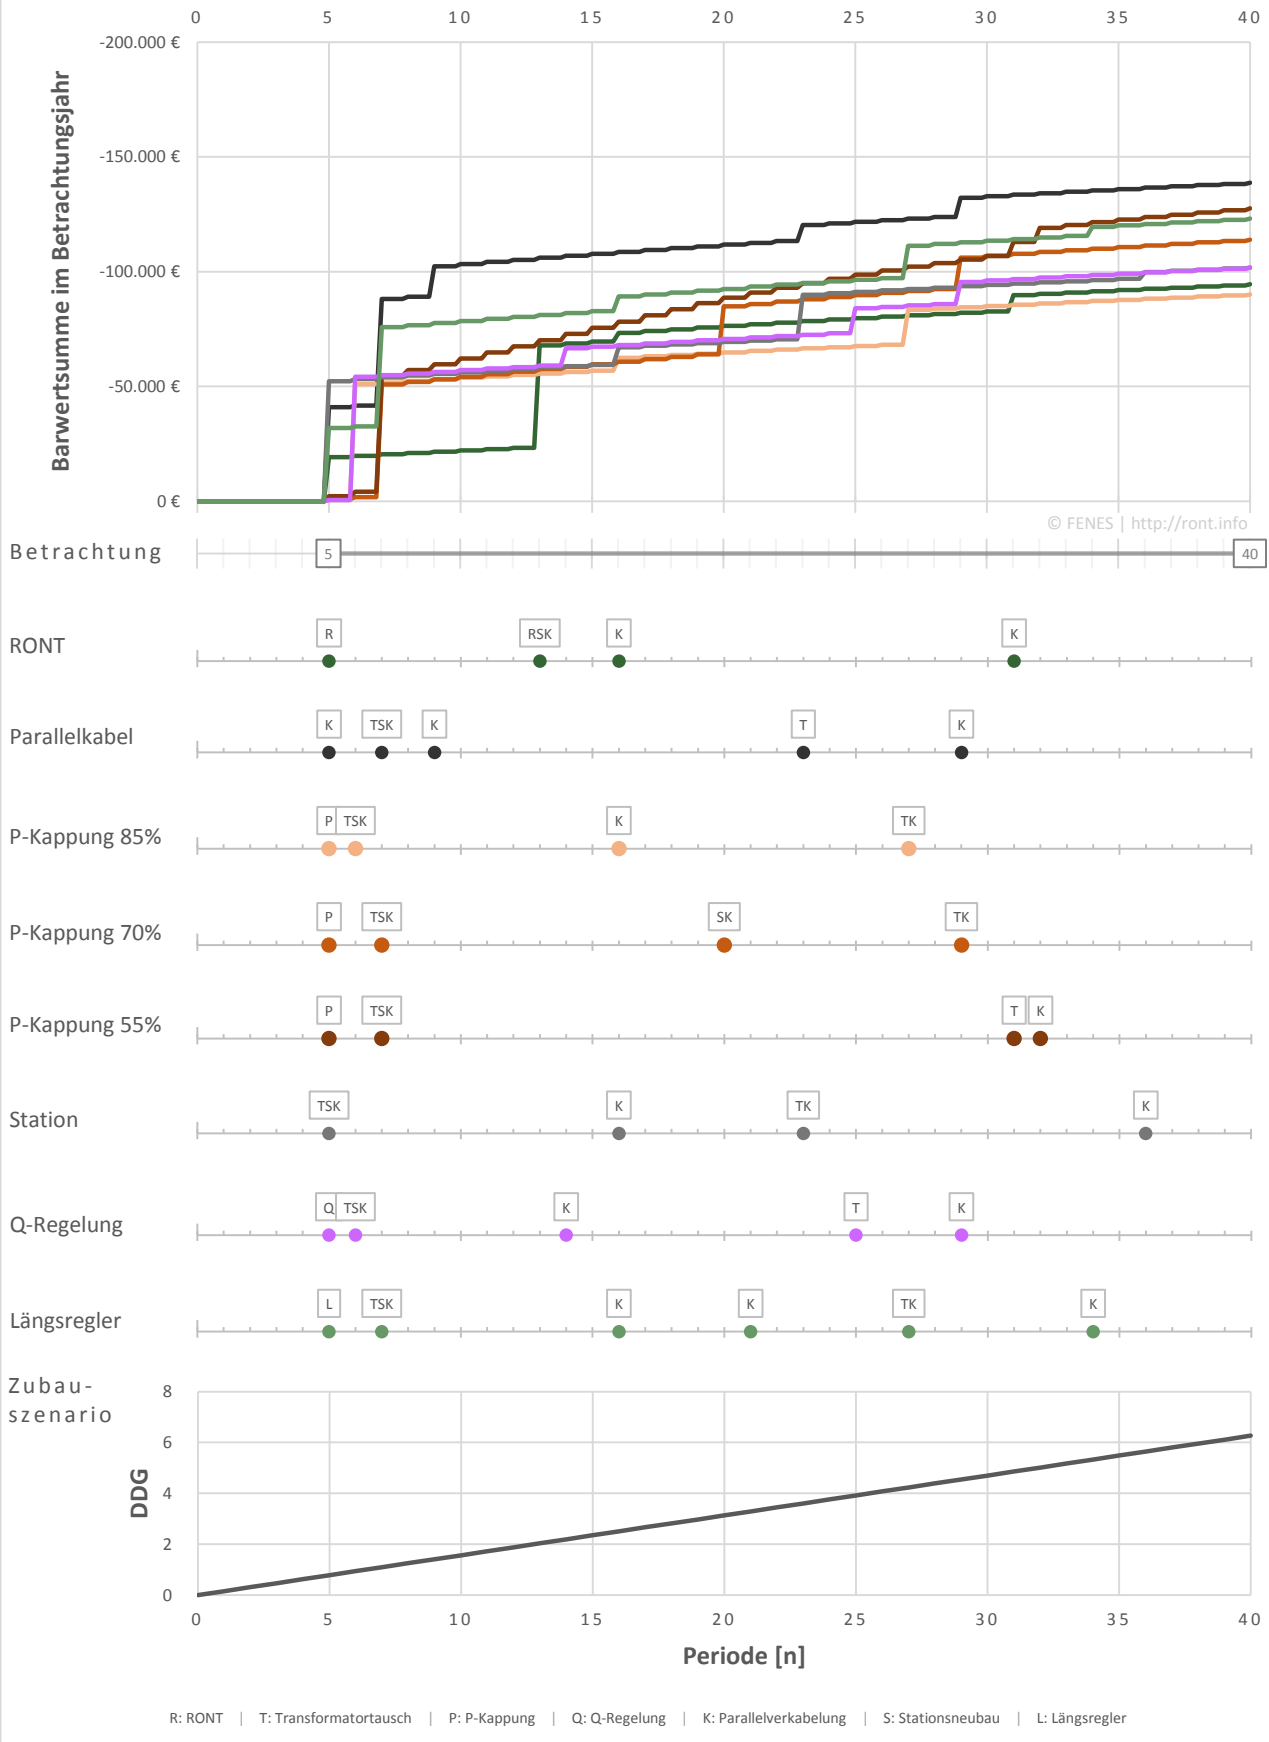 0 5 10 15 20 25 30 35 40
-200.000 €
-150.000 €
-100.000 €
-50.000 €
0 €
Barwertsumme im Betrachtungsjahr
© FENES | http://ront.info
Betrachtung 5 40
R RSK K K
RONT
K TSK K T K
Parallelkabel
P TSK K TK
P-Kappung 85%
P TSK SK TK
P-Kappung 70%
P TSK T K
P-Kappung 55%
TSK K TK K
Station
Q TSK K T K
Q-Regelung
L TSK K K TK K
Längsregler
Zubau-
szenario
8
6
4
2
0
DDG
0 5 10 15 20 25 30 35 40
Periode [n]
R: RONT | T: Transformatortausch | P: P-Kappung | Q: Q-Regelung | K: Parallelverkabelung | S: Stationsneubau | L: Längsregler